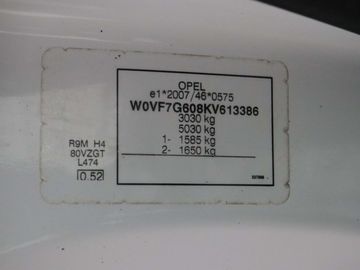 OPEL
e1*2007/46*0575
W0VF7G608KV613386
3030 kg
5030 kg
1- 1585 kg
2- 1650 kg
R9M H4
80VZGT
L474
0.52